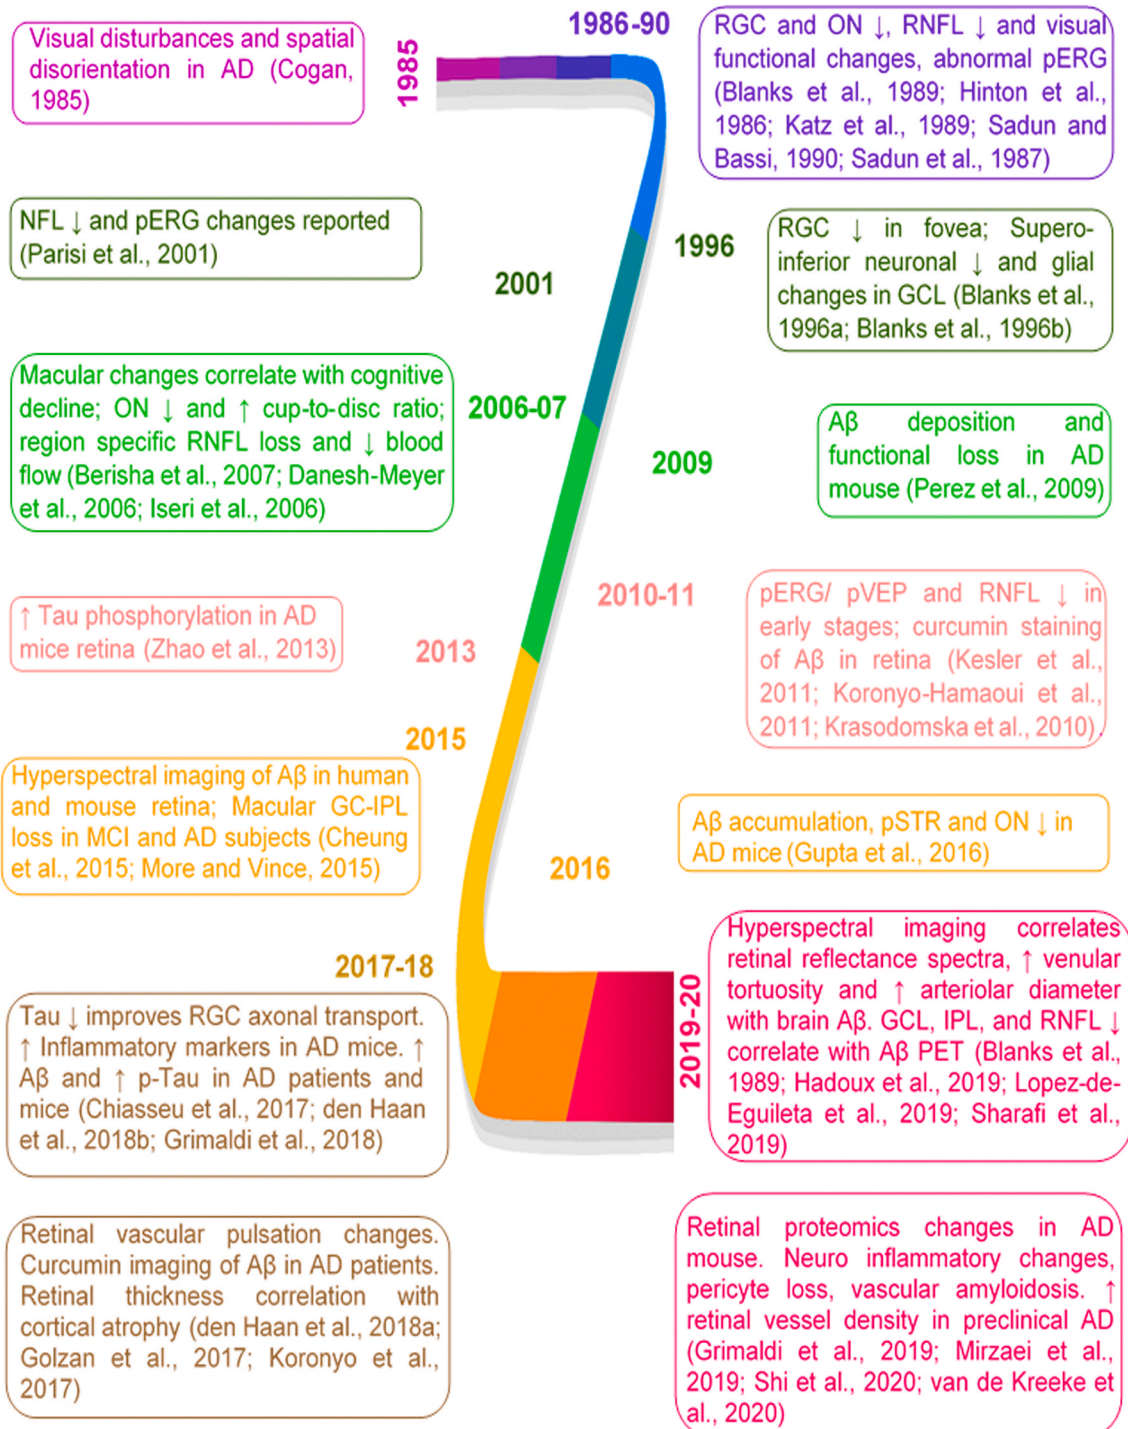 Visual disturbances and spatial
disorientation in AD (Cogan,
1985)
1985
1986-90
RGC and ON ↓, RNFL ↓ and visual
functional changes, abnormal pERG
(Blanks et al., 1989; Hinton et al.,
1986; Katz et al., 1989; Sadun and
Bassi, 1990; Sadun et al., 1987)
NFL ↓ and pERG changes reported
(Parisi et al., 2001)
2001
1996
RGC ↓ in fovea; Supero-
inferior neuronal ↓ and glial
changes in GCL (Blanks et al.,
1996a; Blanks et al., 1996b)
Macular changes correlate with cognitive
decline; ON ↓ and ↑ cup-to-disc ratio;
region specific RNFL loss and ↓ blood
flow (Berisha et al., 2007; Danesh-Meyer
et al., 2006; Iseri et al., 2006)
2006-07
2009
Aβ deposition and
functional loss in AD
mouse (Perez et al., 2009)
↑ Tau phosphorylation in AD
mice retina (Zhao et al., 2013)
2013
2010-11
pERG/ pVEP and RNFL ↓ in
early stages; curcumin staining
of Aβ in retina (Kesler et al.,
2011; Koronyo-Hamaoui et al.,
2011; Krasodomska et al., 2010).
2015
Hyperspectral imaging of Aβ in human
and mouse retina; Macular GC-IPL
loss in MCI and AD subjects (Cheung
et al., 2015; More and Vince, 2015)
2016
Aβ accumulation, pSTR and ON ↓ in
AD mice (Gupta et al., 2016)
2017-18
Tau ↓ improves RGC axonal transport.
↑ Inflammatory markers in AD mice. ↑
Aβ and ↑ p-Tau in AD patients and
mice (Chiasseu et al., 2017; den Haan
et al., 2018b; Grimaldi et al., 2018)
2019-20
Hyperspectral imaging correlates
retinal reflectance spectra, ↑ venular
tortuosity and ↑ arteriolar diameter
with brain Aβ. GCL, IPL, and RNFL ↓
correlate with Aβ PET (Blanks et al.,
1989; Hadoux et al., 2019; Lopez-de-
Eguileta et al., 2019; Sharafi et al.,
2019)
Retinal vascular pulsation changes.
Curcumin imaging of Aβ in AD patients.
Retinal thickness correlation with
cortical atrophy (den Haan et al., 2018a;
Golzan et al., 2017; Koronyo et al.,
2017)
Retinal proteomics changes in AD
mouse. Neuro inflammatory changes,
pericyte loss, vascular amyloidosis. ↑
retinal vessel density in preclinical AD
(Grimaldi et al., 2019; Mirzaei et al.,
2019; Shi et al., 2020; van de Kreeke et
al., 2020)